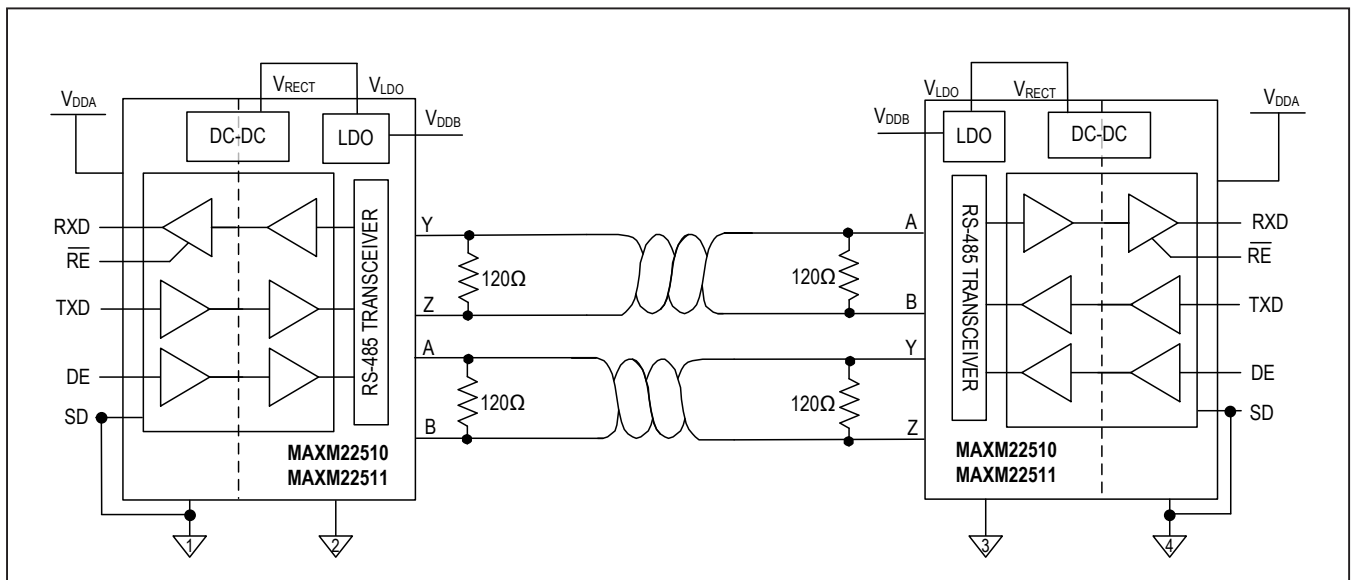 VRECT VLDO
VDDA
DC-DC
LDO
VDDB
RXD
RE
TXD
DE
SD
RS-485 TRANSCEIVER
Y
Z
A
B
120Ω
120Ω
MAXM22510
MAXM22511
1
2
120Ω
120Ω
VLDO VRECT
VDDA
VDDB
LDO
DC-DC
A
B
Y
Z
RS-485 TRANSCEIVER
RXD
RE
TXD
DE
SD
MAXM22510
MAXM22511
3
4